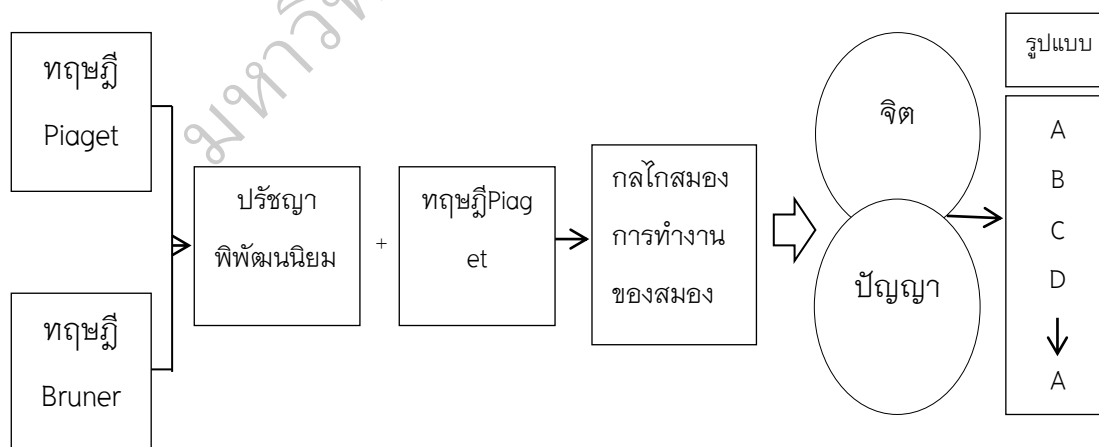 ทฤษฎี
Piaget
ทฤษฎี
Bruner
ปรัชญา
พิพัฒนนิยม
+
ทฤษฎีPiag
et
กลไกสมอง
การทำงาน
ของสมอง
จิต
ปัญญา
รูปแบบ
A
B
C
D
A